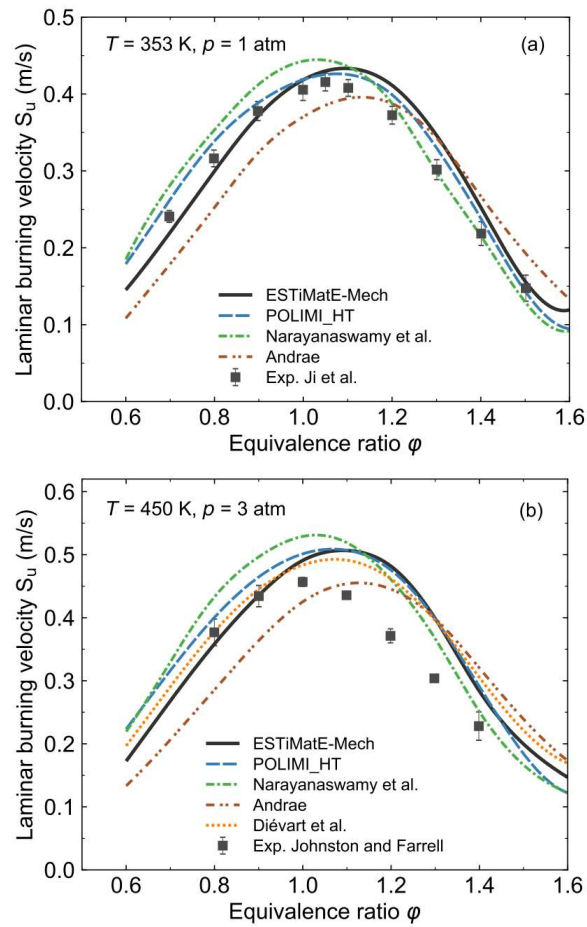 T = 353 K, p = 1 atm
(a)
Laminar burning velocity Sᵤ (m/s)
0.5
0.4
0.3
0.2
0.1
0.0
ESTiMatE-Mech
POLIMI_HT
Narayanaswamy et al.
Andrae
Exp. Ji et al.
0.6 0.8 1.0 1.2 1.4 1.6
Equivalence ratio φ
T = 450 K, p = 3 atm
(b)
Laminar burning velocity Sᵤ (m/s)
0.6
0.5
0.4
0.3
0.2
0.1
0.0
ESTiMatE-Mech
POLIMI_HT
Narayanaswamy et al.
Andrae
Diévart et al.
Exp. Johnston and Farrell
0.6 0.8 1.0 1.2 1.4 1.6
Equivalence ratio φ